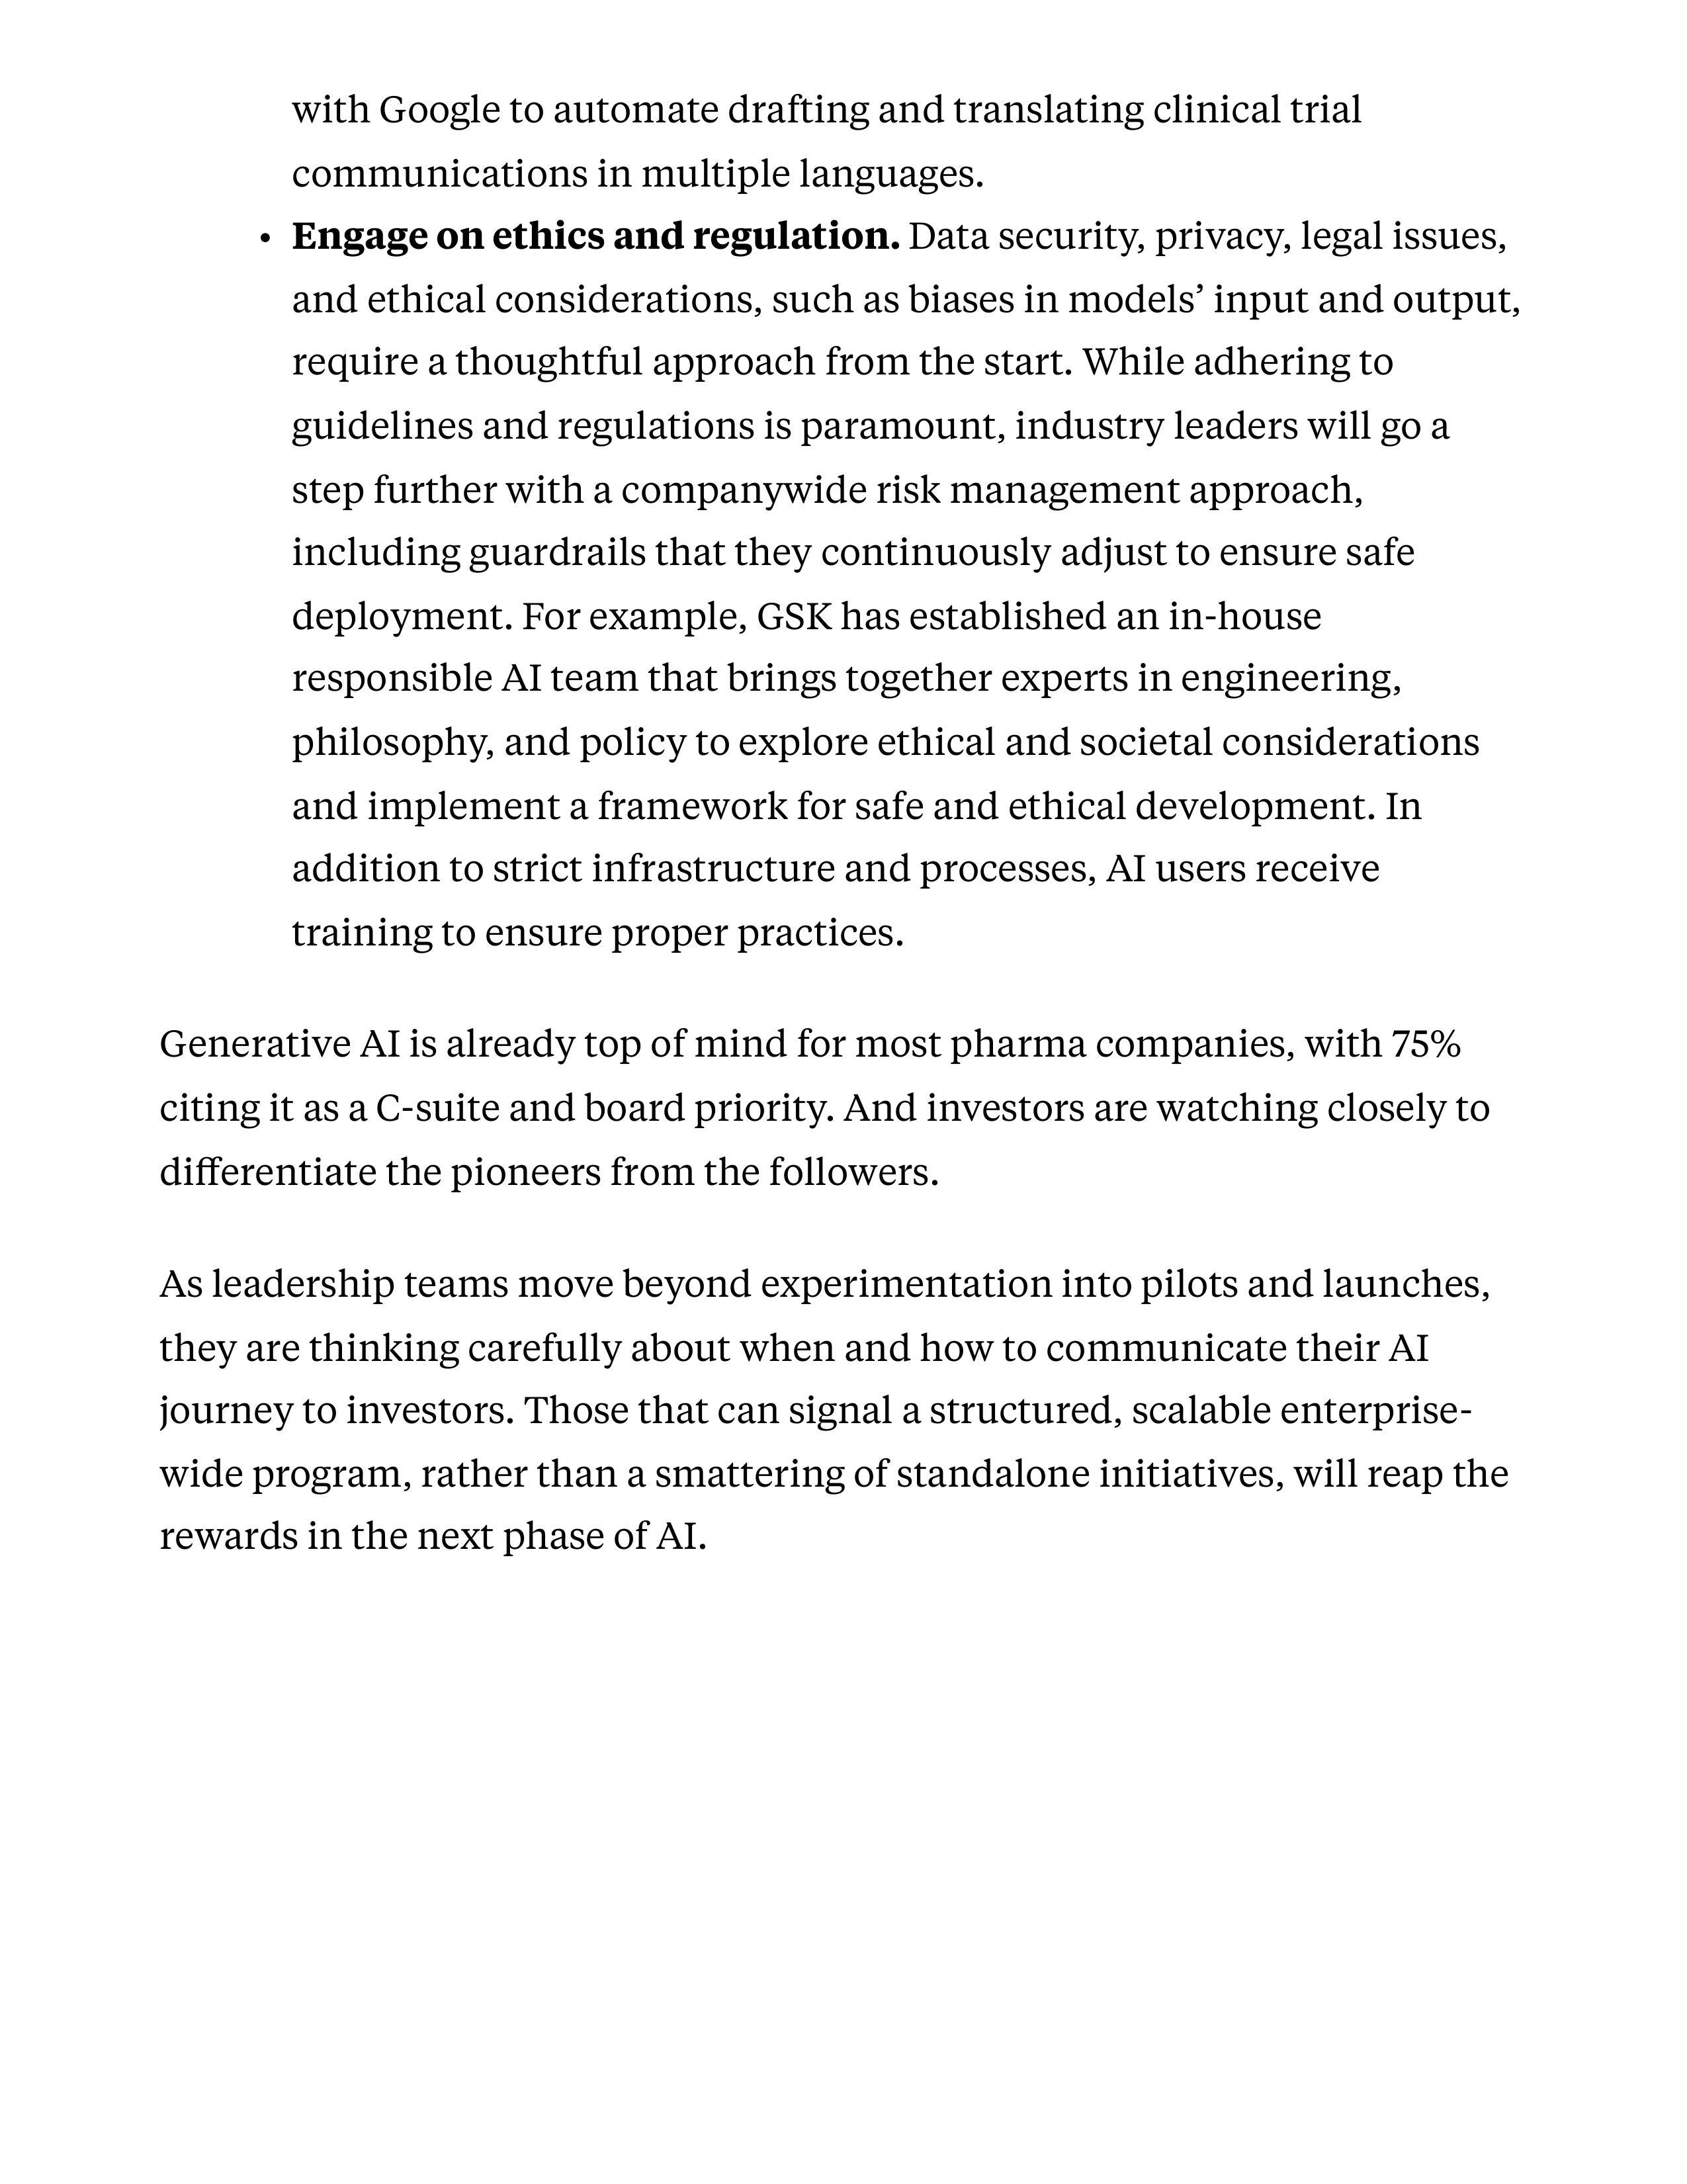 with Google to automate drafting and translating clinical trial
communications in multiple languages.
• Engage on ethics and regulation. Data security, privacy, legal issues,
and ethical considerations, such as biases in models’ input and output,
require a thoughtful approach from the start. While adhering to
guidelines and regulations is paramount, industry leaders will go a
step further with a companywide risk management approach,
including guardrails that they continuously adjust to ensure safe
deployment. For example, GSK has established an in-house
responsible AI team that brings together experts in engineering,
philosophy, and policy to explore ethical and societal considerations
and implement a framework for safe and ethical development. In
addition to strict infrastructure and processes, AI users receive
training to ensure proper practices.
Generative AI is already top of mind for most pharma companies, with 75%
citing it as a C-suite and board priority. And investors are watching closely to
differentiate the pioneers from the followers.
As leadership teams move beyond experimentation into pilots and launches,
they are thinking carefully about when and how to communicate their AI
journey to investors. Those that can signal a structured, scalable enterprise-
wide program, rather than a smattering of standalone initiatives, will reap the
rewards in the next phase of AI.